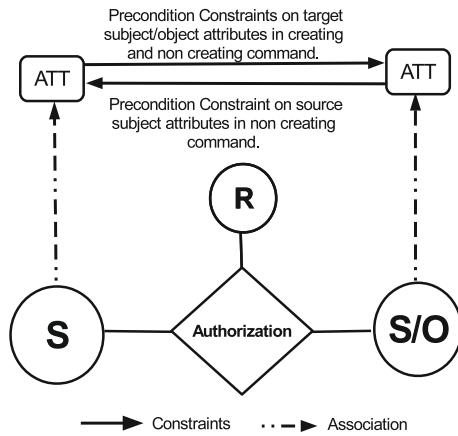 Precondition Constraints on target
subject/object attributes in creating
and non creating command.
ATT
ATT
Precondition Constraint on source
subject attributes in non creating
command.
R
S
Authorization
S/O
Constraints
Association